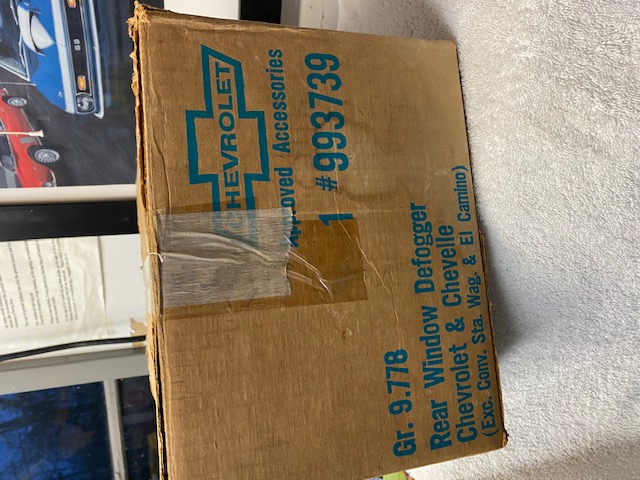 CHEVROLET
Approved Accessories
1 #993739
Gr. 9.778
Rear Window Defogger
Chevrolet & Chevelle
(Exc. Conv. Sta. Wag. & El Camino)
SS